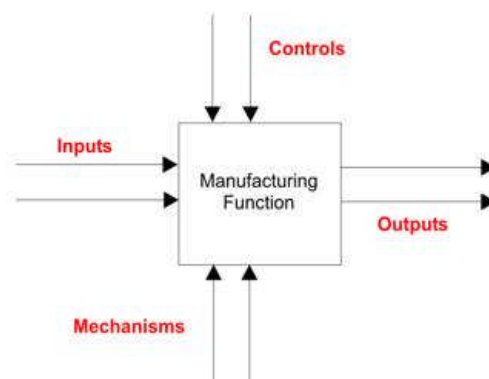 Controls
Inputs
Manufacturing
Function
Outputs
Mechanisms